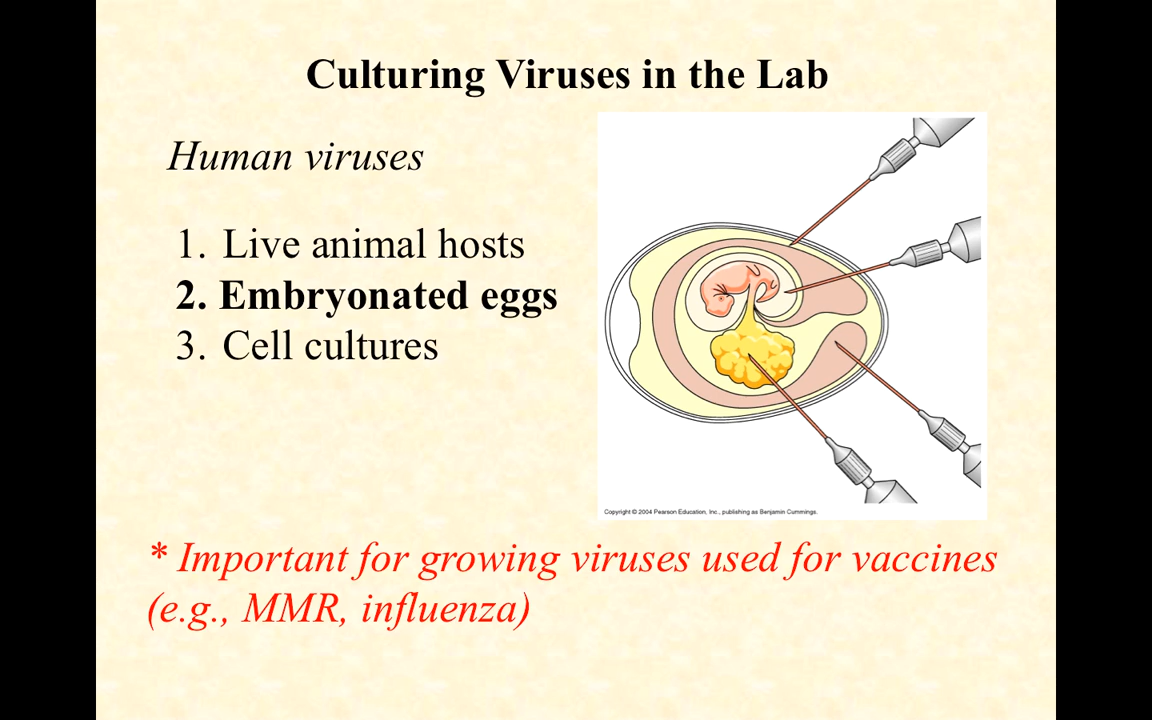 Culturing Viruses in the Lab
Human viruses
1. Live animal hosts
2. Embryonated eggs
3. Cell cultures
Copyright © 2004 Pearson Education, Inc., publishing as Benjamin Cummings.
* Important for growing viruses used for vaccines
(e.g., MMR, influenza)